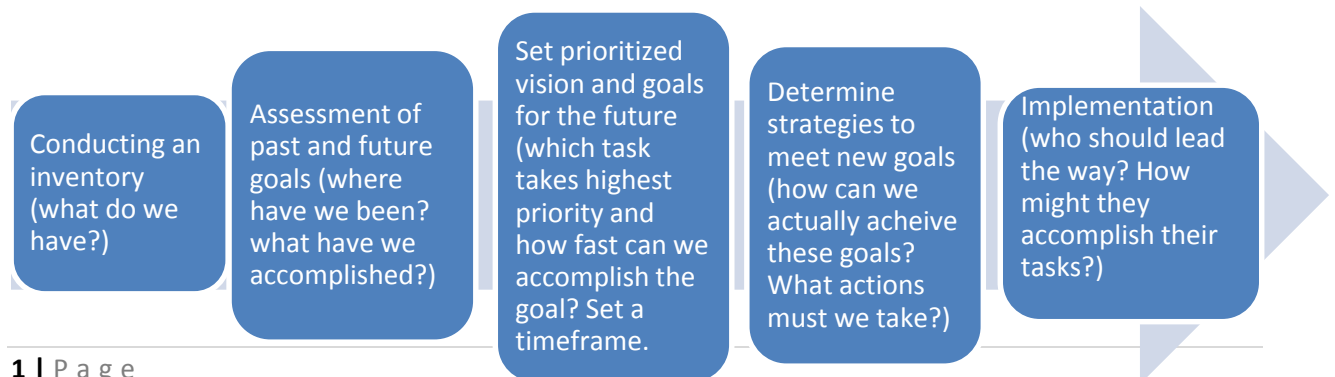 Conducting an
inventory
(what do we
have?)
Assessment of
past and future
goals (where
have we been?
what have we
accomplished?)
Set prioritized
vision and goals
for the future
(which task
takes highest
priority and
how fast can we
accomplish the
goal? Set a
timeframe.
Determine
strategies to
meet new goals
(how can we
actually acheive
these goals?
What actions
must we take?)
Implementation
(who should lead
the way? How
might they
accomplish their
tasks?)
1 | Page